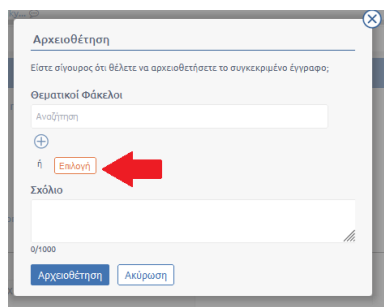 Αρχειοθέτηση
Είστε σίγουρος ότι θέλετε να αρχειοθετήσετε το συγκεκριμένο έγγραφο;
Θεματικοί Φάκελοι
Αναζήτηση
ή Επιλογή
Σχόλιο
0/1000
Αρχειοθέτηση Ακύρωση